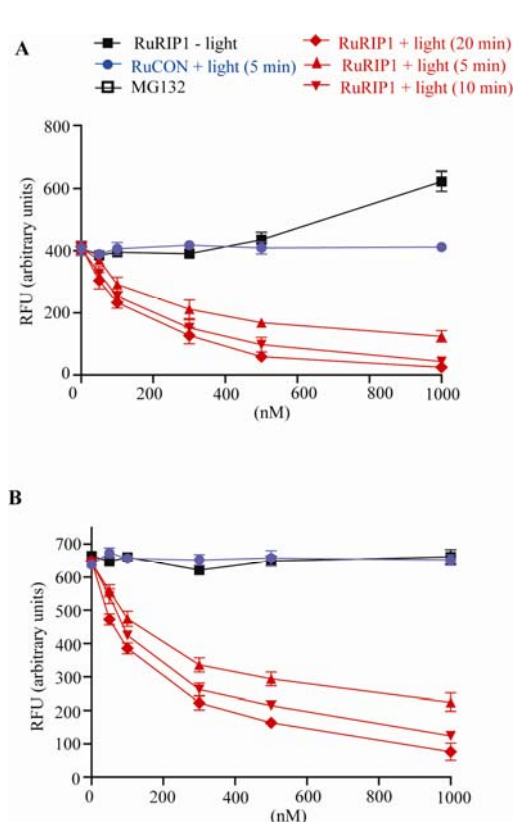 A
RuRIP1 - light
RuCON + light (5 min)
MG132
RuRIP1 + light (20 min)
RuRIP1 + light (5 min)
RuRIP1 + light (10 min)
800
600
400
200
0
RFU (arbitrary units)
0 200 400 600 800 1000
(nM)
B
700
600
500
400
300
200
100
0
RFU (arbitrary units)
0 200 400 600 800 1000
(nM)